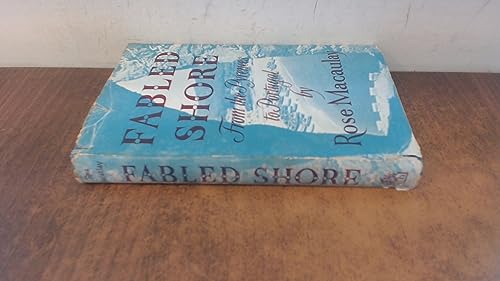 FABLED
SHORE
From the Pyrenees
to Portugal
by
Rose Macaulay
FABLED SHORE